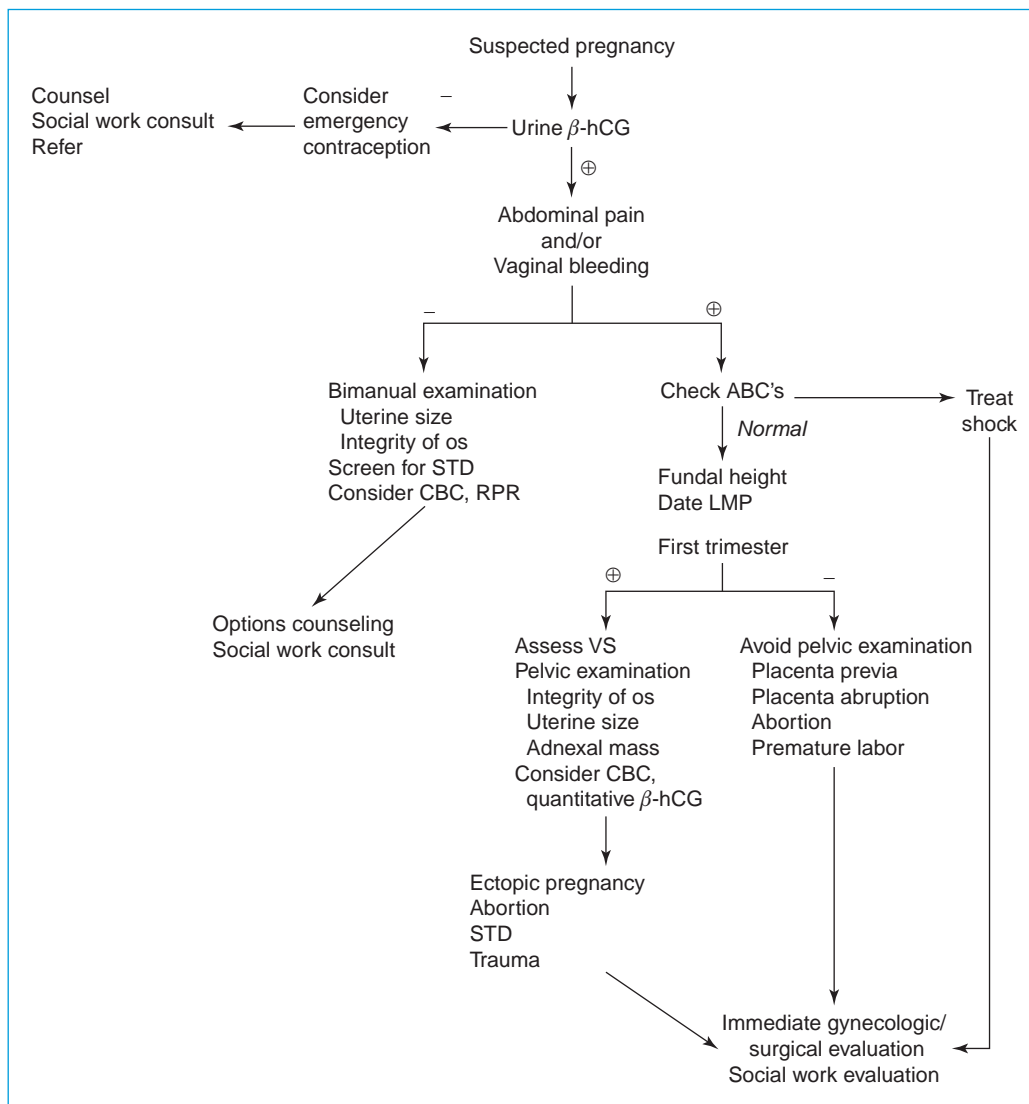 Suspected pregnancy
Counsel
Social work consult
Refer
Consider
emergency
contraception
−
Urine β-hCG
⊕
Abdominal pain
and/or
Vaginal bleeding
−
⊕
Bimanual examination
Uterine size
Integrity of os
Screen for STD
Consider CBC, RPR
Check ABC's
Treat
shock
Normal
Fundal height
Date LMP
First trimester
⊕
−
Options counseling
Social work consult
Assess VS
Pelvic examination
Integrity of os
Uterine size
Adnexal mass
Consider CBC,
quantitative β-hCG
Avoid pelvic examination
Placenta previa
Placenta abruption
Abortion
Premature labor
Ectopic pregnancy
Abortion
STD
Trauma
Immediate gynecologic/
surgical evaluation
Social work evaluation